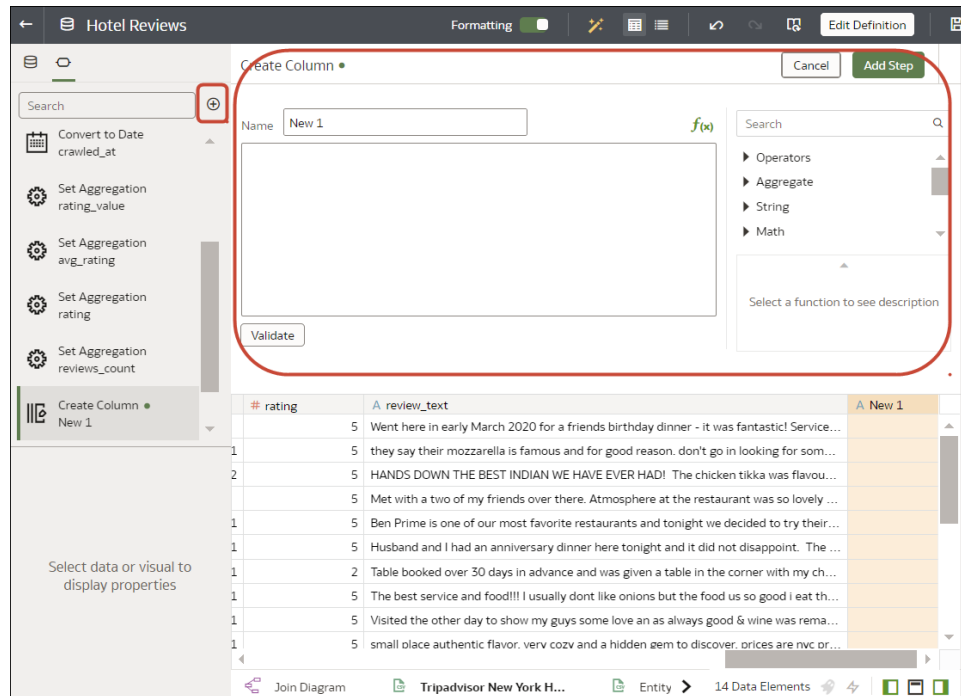 Hotel Reviews
Formatting
Edit Definition
Search
Convert to Date
crawled_at
Set Aggregation
rating_value
Set Aggregation
avg_rating
Set Aggregation
rating
Set Aggregation
reviews_count
Create Column
New 1
Select data or visual to
display properties
Create Column
Cancel
Add Step
Name
New 1
f(x)
Validate
Search
Operators
Aggregate
String
Math
Select a function to see description
# rating A review_text A New 1
5 Went here in early March 2020 for a friends birthday dinner - it was fantastic! Service...
1 5 they say their mozzarella is famous and for good reason. don't go in looking for som...
2 5 HANDS DOWN THE BEST INDIAN WE HAVE EVER HAD! The chicken tikka was flavou...
5 Met with a two of my friends over there. Atmosphere at the restaurant was so lovely ...
1 5 Ben Prime is one of our most favorite restaurants and tonight we decided to try their...
1 5 Husband and I had an anniversary dinner here tonight and it did not disappoint. The ...
1 2 Table booked over 30 days in advance and was given a table in the corner with my ch...
1 5 The best service and food!!! I usually dont like onions but the food us so good i eat th...
1 5 Visited the other day to show my guys some love an as always good & wine was rema...
1 5 small place authentic flavor. very cozy and a hidden gem to discover. prices are nyc pr...
Join Diagram
Tripadvisor New York H...
Entity
14 Data Elements